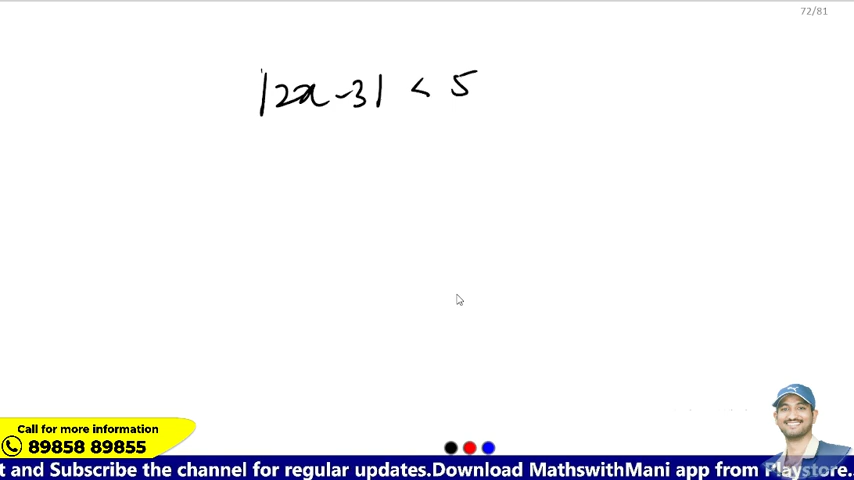 72/81
|2x-3| < 5
Call for more information
89858 89855
t and Subscribe the channel for regular updates.Download MathswithMani app from Playstore..